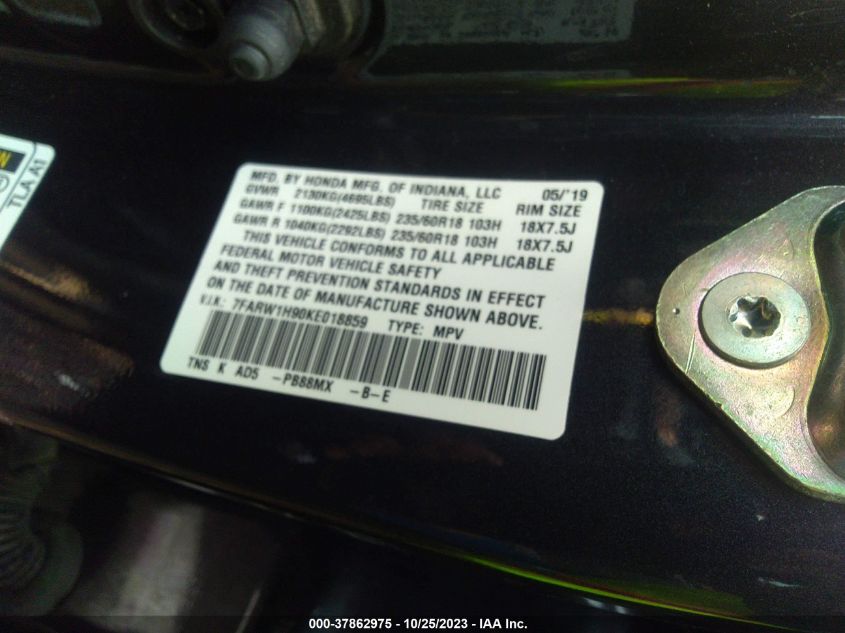 MFD. BY HONDA MFG. OF INDIANA, LLC 05/'19
GVWR 2130KG(4695LBS) TIRE SIZE RIM SIZE
GAWR F 1100KG(2425LBS) 235/60R18 103H 18X7.5J
GAWR R 1040KG(2292LBS) 235/60R18 103H 18X7.5J
THIS VEHICLE CONFORMS TO ALL APPLICABLE
FEDERAL MOTOR VEHICLE SAFETY
AND THEFT PREVENTION STANDARDS IN EFFECT
ON THE DATE OF MANUFACTURE SHOWN ABOVE.
V.I.N.: 7FARW1H90KE018859 TYPE: MPV
TNS K AD5 -PB88MX -B-E
TLA A1
000-37862975 - 10/25/2023 - IAA Inc.